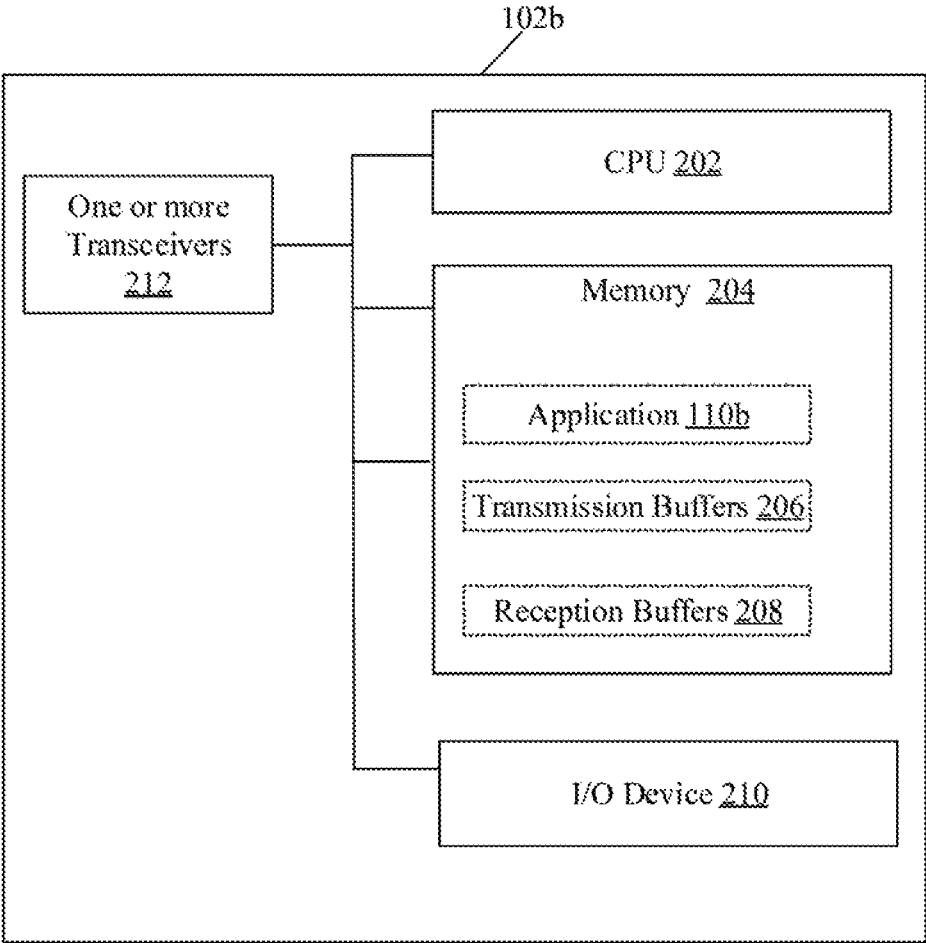 102b
CPU 202
One or more
Transceivers
212
Memory 204
Application 110b
Transmission Buffers 206
Reception Buffers 208
I/O Device 210